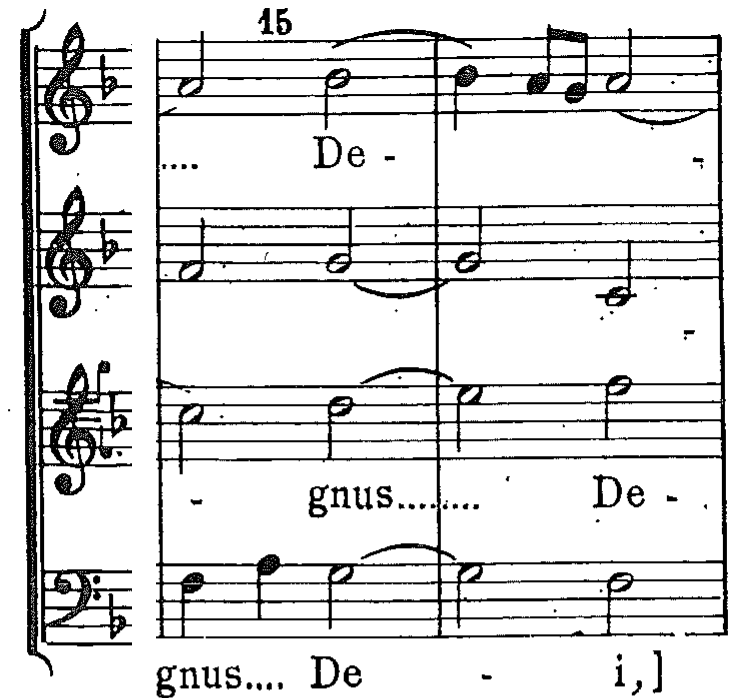 15
.... De - -
-
- gnus........ De -
gnus.... De - i,]